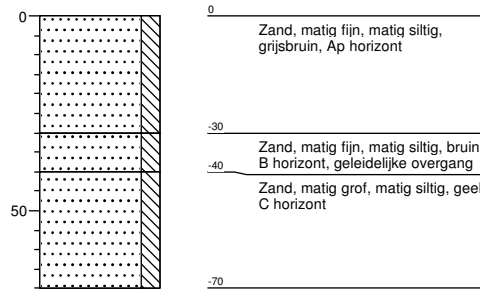 0
0
Zand, matig fijn, matig siltig,
grijsbruin, Ap horizont
-30
Zand, matig fijn, matig siltig, bruin
B horizont, geleidelijke overgang
-40
Zand, matig grof, matig siltig, geel
C horizont
50
-70